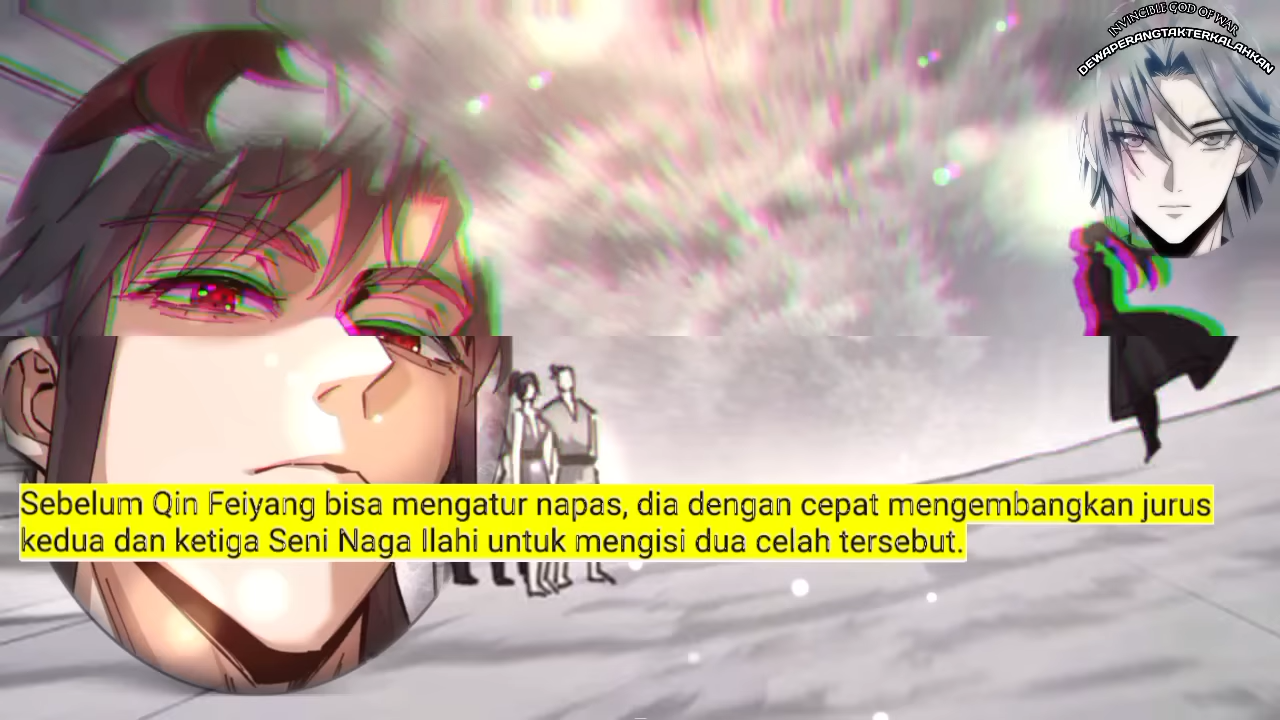 INVINCIBLE GOD OF WAR
DEWAPERANGTAKTERKALAHKAN
Sebelum Qin Feiyang bisa mengatur napas, dia dengan cepat mengembangkan jurus
kedua dan ketiga Seni Naga Ilahi untuk mengisi dua celah tersebut.